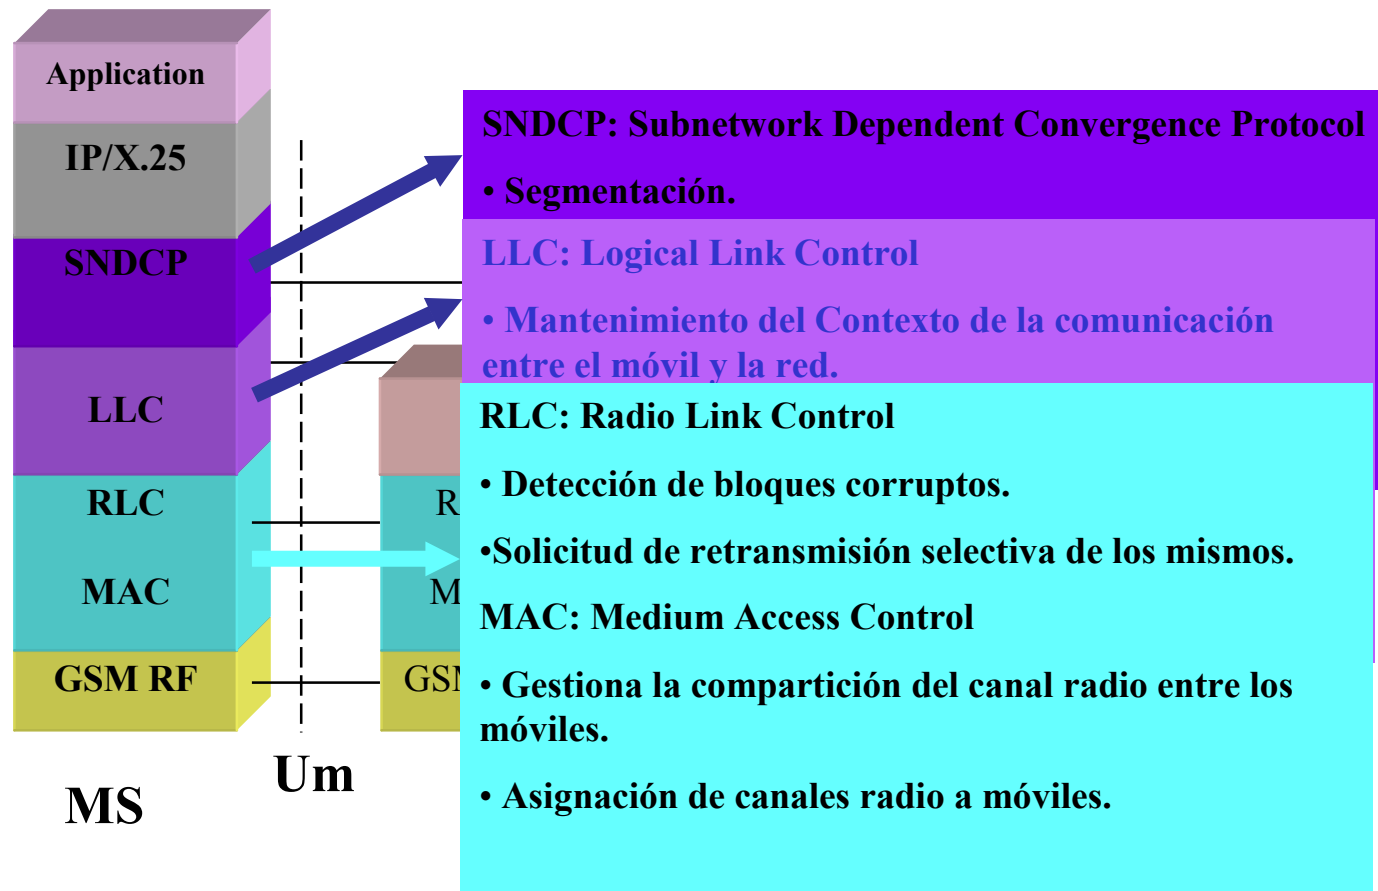 Application
IP/X.25
SNDCP
LLC
RLC
MAC
GSM RF
MS
Um
R
M
GSM
SNDCP: Subnetwork Dependent Convergence Protocol
• Segmentación.
LLC: Logical Link Control
• Mantenimiento del Contexto de la comunicación
entre el móvil y la red.
RLC: Radio Link Control
• Detección de bloques corruptos.
•Solicitud de retransmisión selectiva de los mismos.
MAC: Medium Access Control
• Gestiona la compartición del canal radio entre los
móviles.
• Asignación de canales radio a móviles.